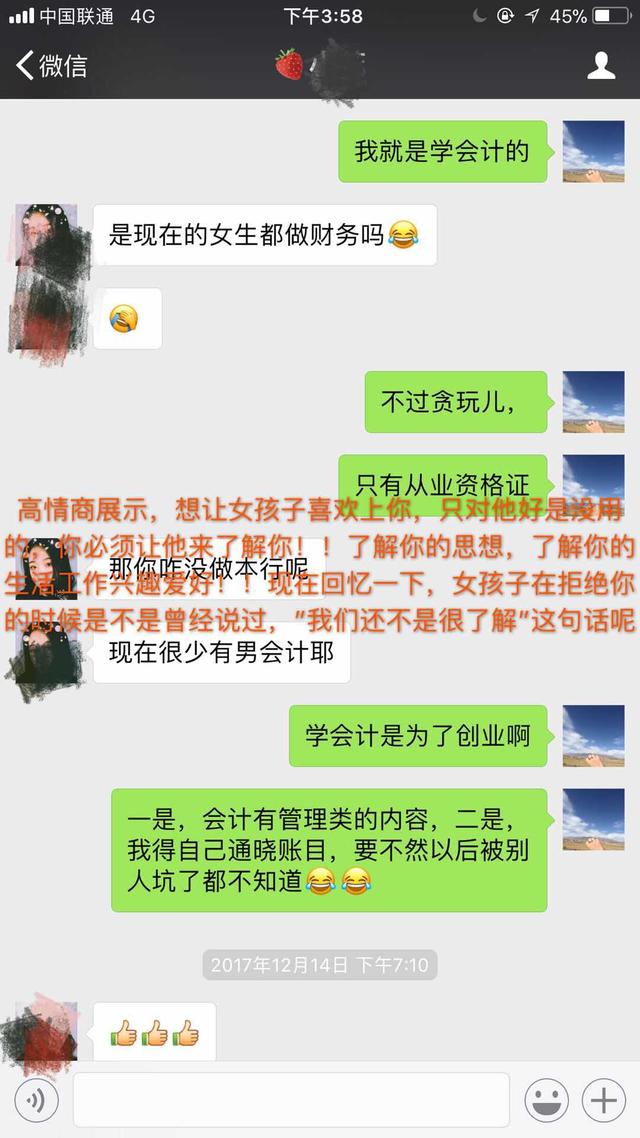 中国联通 4G 下午3:58 45%
微信
我就是学会计的
是现在的女生都做财务吗😂
不过贪玩儿，
只有从业资格证
高情商展示，想让女孩子喜欢上你，只对他好是没用
的，你必须让他来了解你！！了解你的思想，了解你的
那你咋没做本行呢
生活工作兴趣爱好！！现在回忆一下，女孩子在拒绝你
的时候是不是曾经说过，"我们还不是很了解"这句话呢
现在很少有男会计耶
学会计是为了创业啊
一是，会计有管理类的内容，二是，
我得自己通晓账目，要不然以后被别
人坑了都不知道😂😂
2017年12月14日 下午7:10
👍👍👍